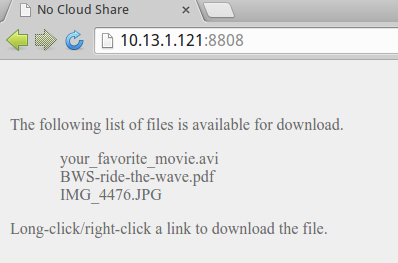 No Cloud Share
10.13.1.121:8808
The following list of files is available for download.
your_favorite_movie.avi
BWS-ride-the-wave.pdf
IMG_4476.JPG
Long-click/right-click a link to download the file.